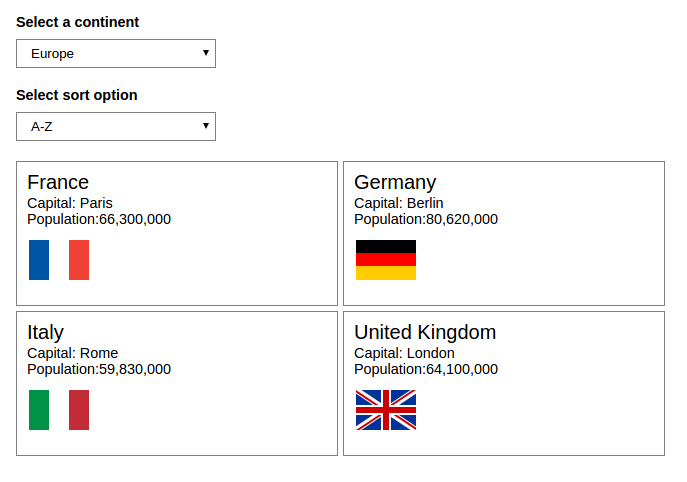 Select a continent
Europe
Select sort option
A-Z
France
Capital: Paris
Population:66,300,000
Germany
Capital: Berlin
Population:80,620,000
Italy
Capital: Rome
Population:59,830,000
United Kingdom
Capital: London
Population:64,100,000